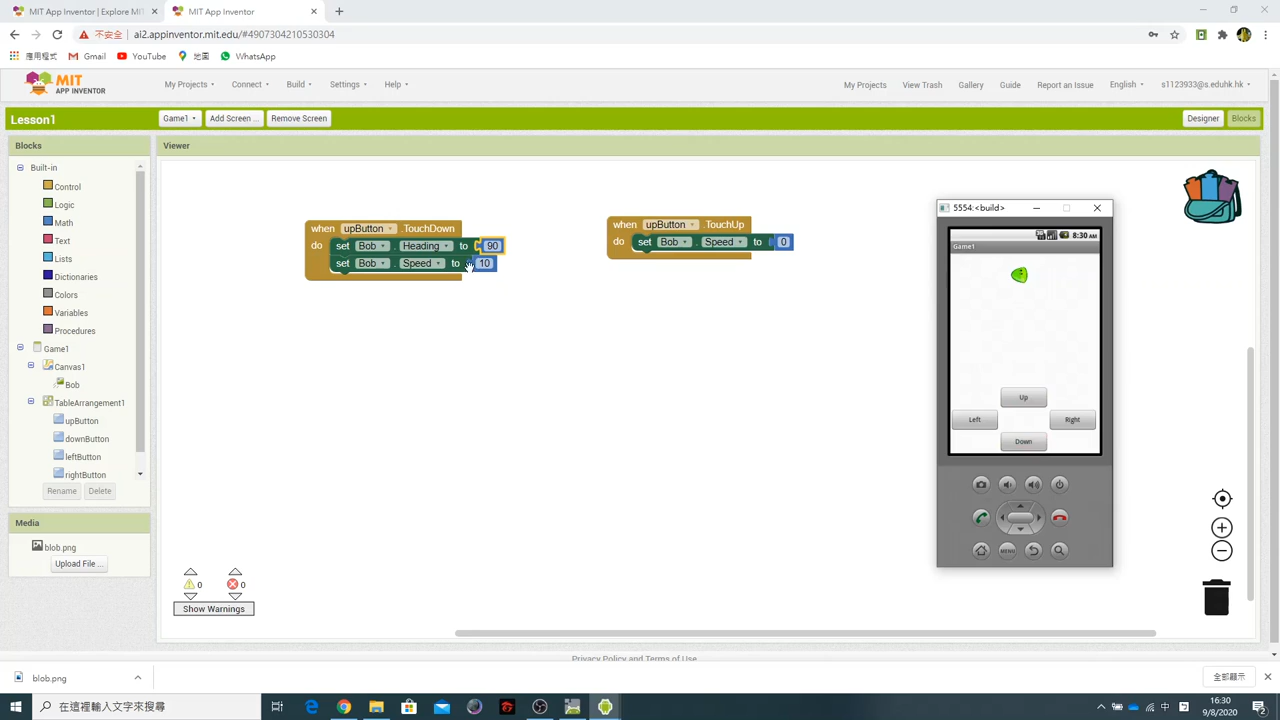 MIT App Inventor | Explore MIT
MIT App Inventor
不安全 ai2.appinventor.mit.edu/#4907304210530304
應用程式 Gmail YouTube 地圖 WhatsApp
MIT
APP INVENTOR
My Projects Connect Build Settings Help My Projects View Trash Gallery Guide Report an Issue English s1123933@s.eduhk.hk
Lesson1 Game1 Add Screen ... Remove Screen Designer Blocks
Blocks
Viewer
Built-in
Control
Logic
Math
Text
Lists
Dictionaries
Colors
Variables
Procedures
Game1
Canvas1
Bob
TableArrangement1
upButton
downButton
leftButton
rightButton
Rename Delete
Media
blob.png
Upload File ...
when upButton .TouchDown
do set Bob . Heading to 90
set Bob . Speed to 10
when upButton .TouchUp
do set Bob . Speed to 0
5554:<build>
8:30 AM
Game1
Up
Left Right
Down
MENU
0 0
Show Warnings
Privacy Policy and Terms of Use
blob.png 全部顯示
在這裡輸入文字來搜尋
16:30
9/8/2020
中
2